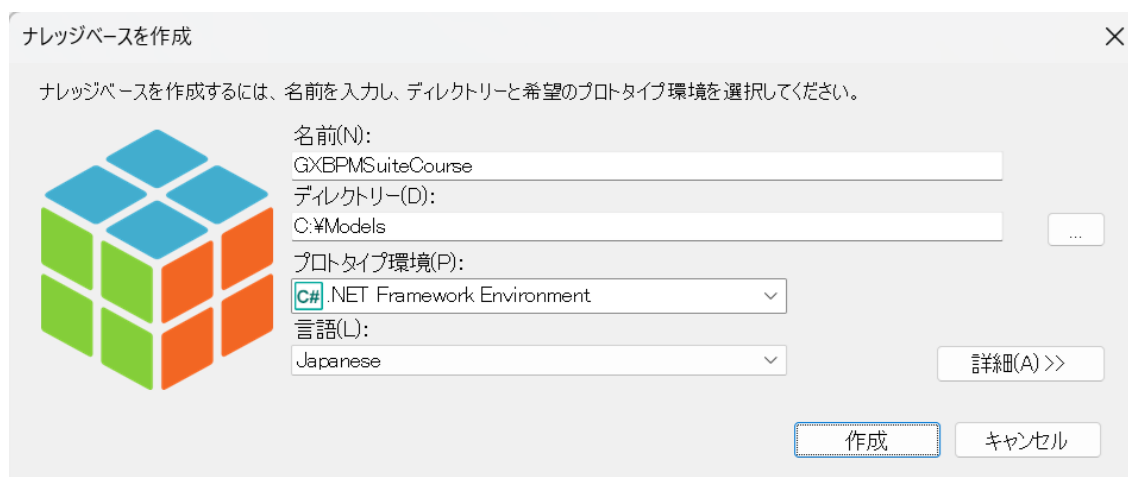 ナレッジベースを作成
ナレッジベースを作成するには、名前を入力し、ディレクトリーと希望のプロトタイプ環境を選択してください。
名前(N):
GXBPMSuiteCourse
ディレクトリー(D):
C:¥Models
...
プロトタイプ環境(P):
C# .NET Framework Environment
言語(L):
Japanese
詳細(A) >>
作成
キャンセル